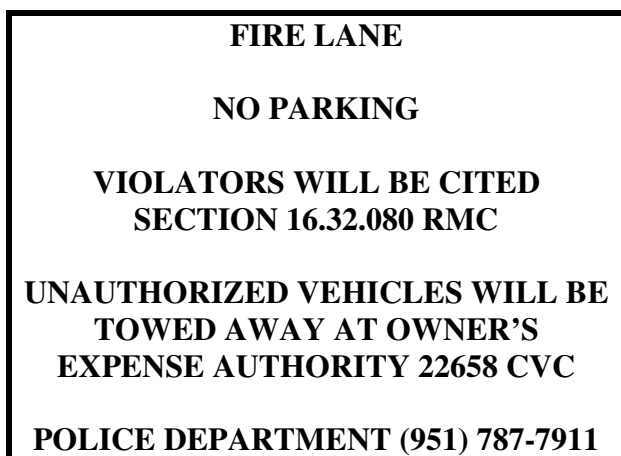 FIRE LANE
NO PARKING
VIOLATORS WILL BE CITED
SECTION 16.32.080 RMC
UNAUTHORIZED VEHICLES WILL BE
TOWED AWAY AT OWNER’S
EXPENSE AUTHORITY 22658 CVC
POLICE DEPARTMENT (951) 787-7911